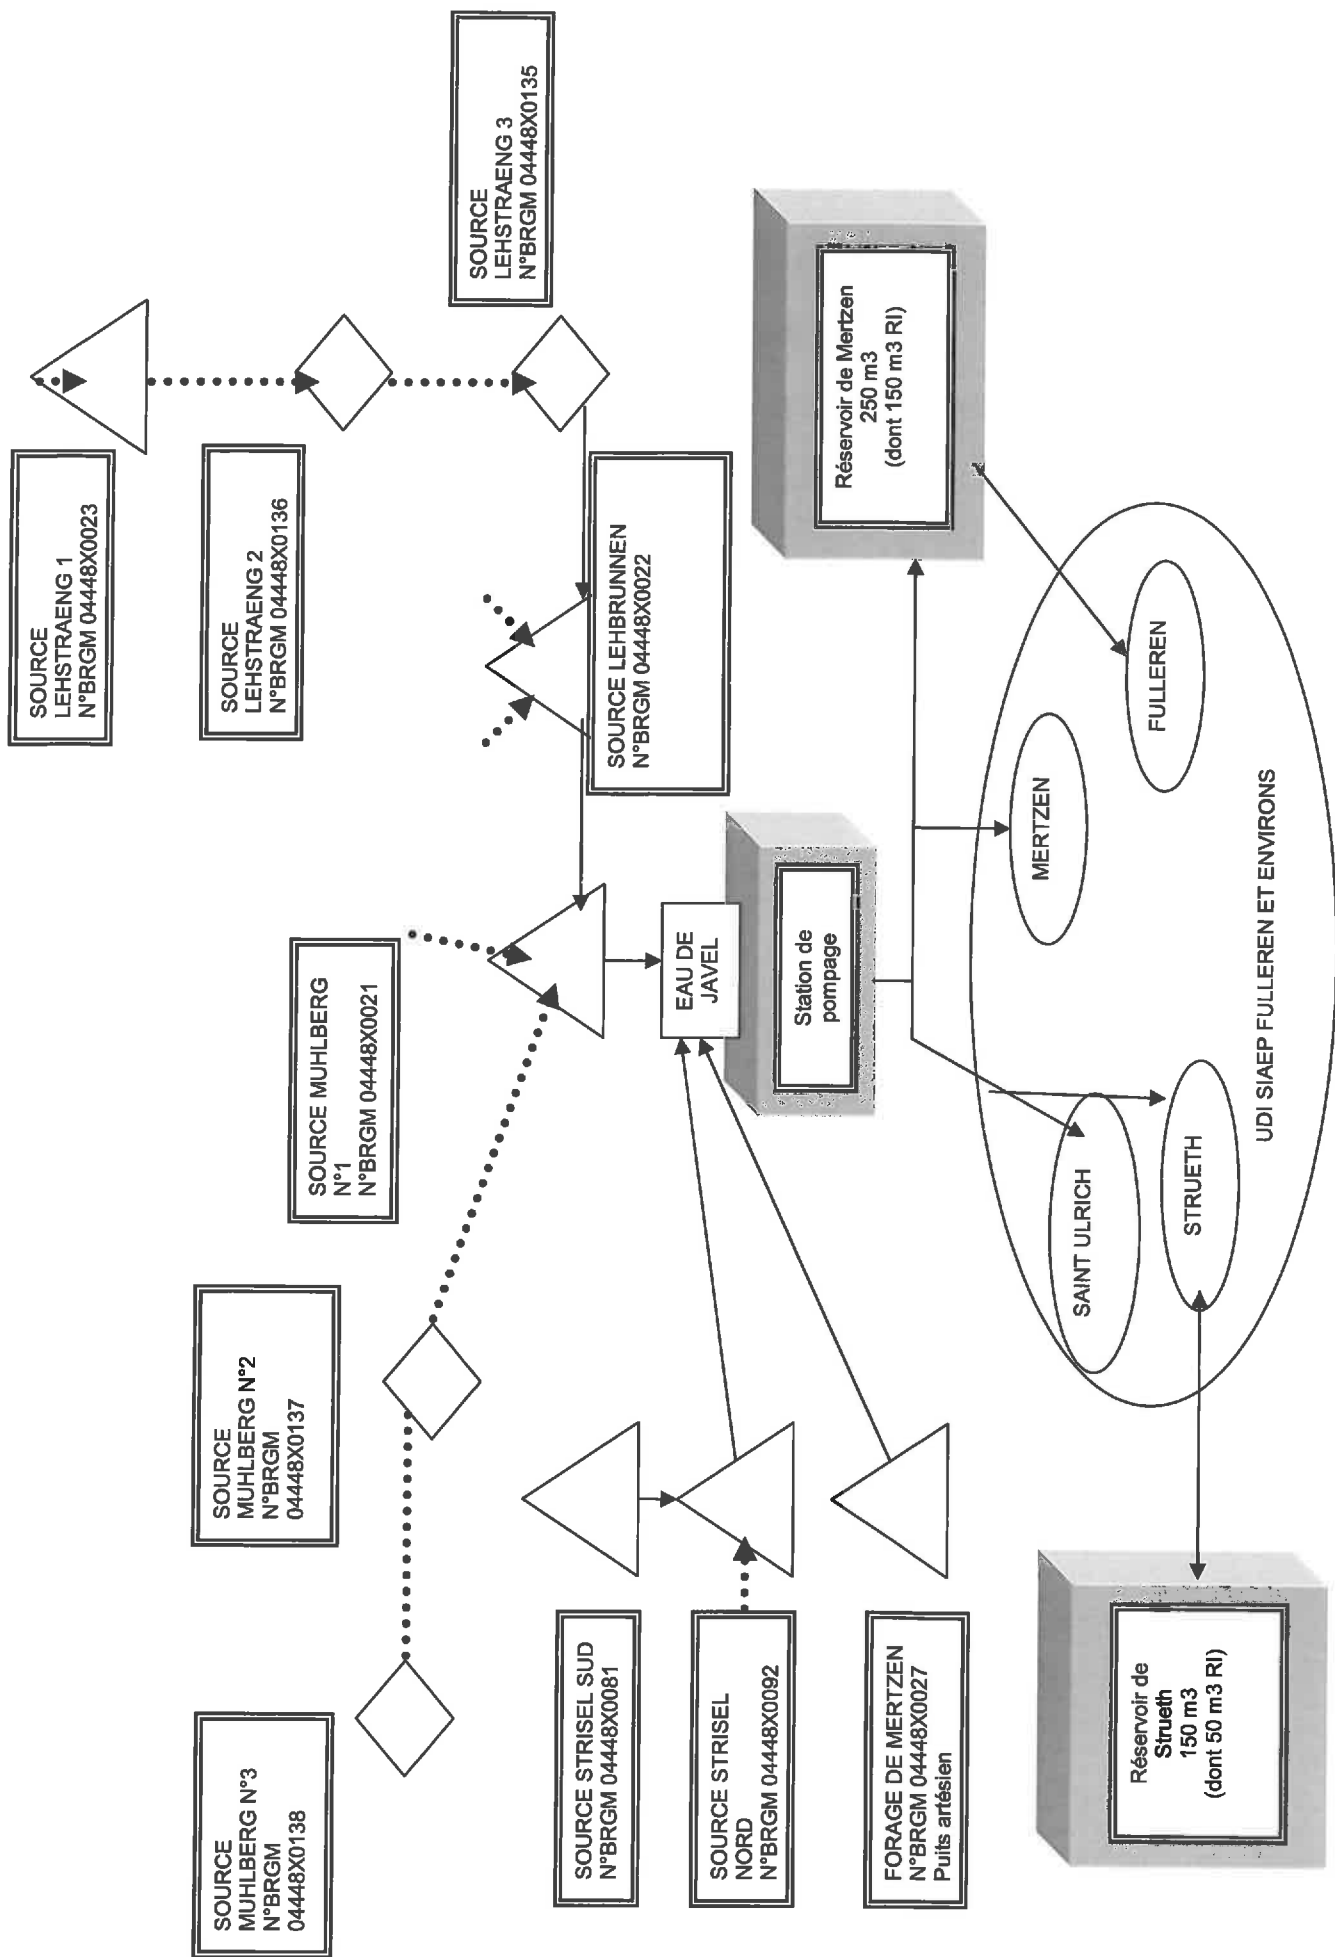 SOURCE
MUHLBERG N°3
N°BRGM
04448X0138
SOURCE
MUHLBERG N°2
N°BRGM
04448X0137
SOURCE MUHLBERG
N°1
N°BRGM 04448X0021
SOURCE
LEHSTRAENG 1
N°BRGM 04448X0023
SOURCE
LEHSTRAENG 2
N°BRGM 04448X0136
SOURCE
LEHSTRAENG 3
N°BRGM 04448X0135
SOURCE LEHBRUNNEN
N°BRGM 04448X0022
SOURCE STRISEL SUD
N°BRGM 04448X0081
SOURCE STRISEL
NORD
N°BRGM 04448X0092
FORAGE DE MERTZEN
N°BRGM 04448X0027
Puits artésien
EAU DE
JAVEL
Station de
pompage
Réservoir de Mertzen
250 m3
(dont 150 m3 RI)
Réservoir de
Strueth
150 m3
(dont 50 m3 RI)
SAINT ULRICH
STRUETH
MERTZEN
FULLEREN
UDI SIAEP FULLEREN ET ENVIRONS